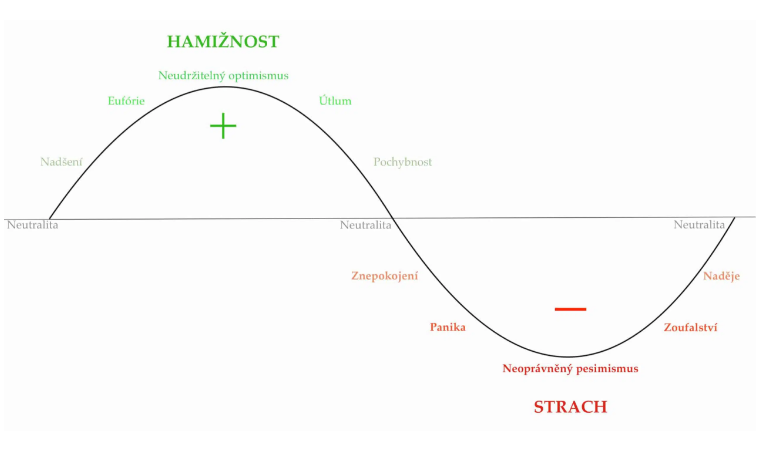 HAMIŽNOST
Neudržitelný optimismus
Eufórie
Útlum
Nadšení
Pochybnost
Neutralita
Neutralita
Neutralita
Znepokojení
Naděje
Panika
Zoufalství
Neoprávněný pesimismus
STRACH